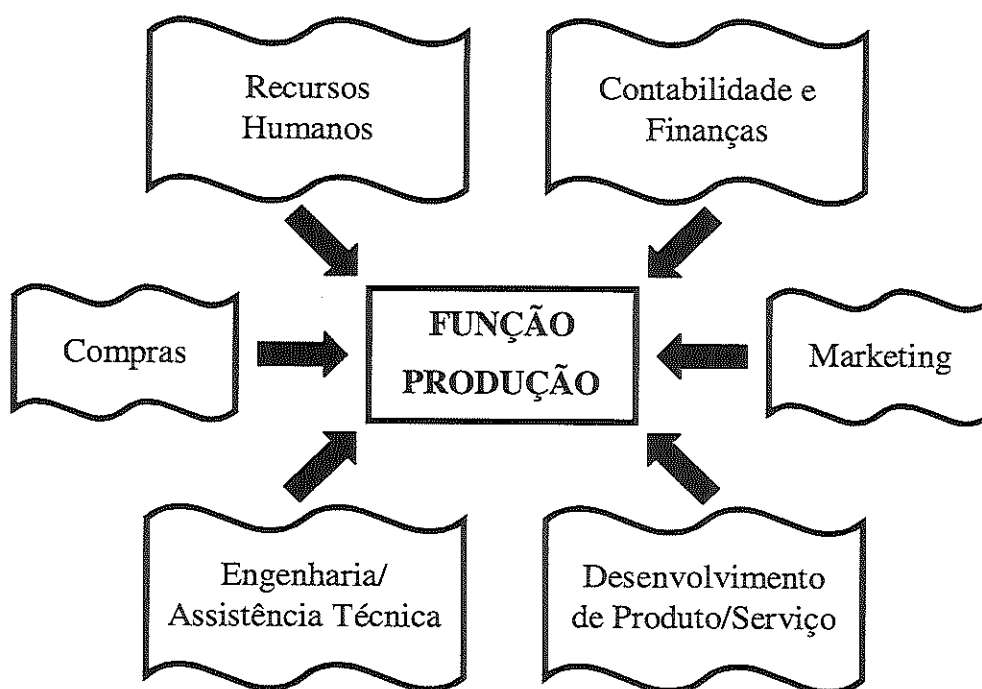 Recursos
Humanos
Contabilidade e
Finanças
Compras
FUNÇÃO
PRODUÇÃO
Marketing
Engenharia/
Assistência Técnica
Desenvolvimento
de Produto/Serviço